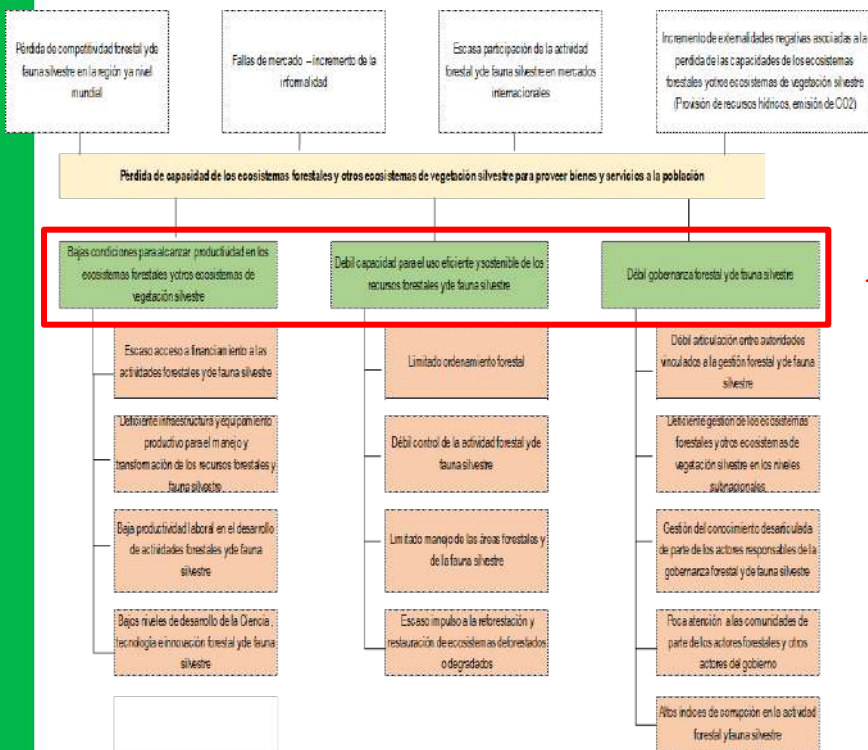 Pérdida de competitividad forestal y de
fauna silvestre en la región ya nivel
mundial
Fallas de mercado – incremento de la
informalidad
Escasa participación de la actividad
forestal y de fauna silvestre en mercados
internacionales
Incremento de externalidades negativas asociadas a la
perdida de las capacidades de los ecosistemas
forestales y otros ecosistemas de vegetación silvestre
(Provisión de recursos hídricos, emisión de CO2)
Pérdida de capacidad de los ecosistemas forestales y otros ecosistemas de vegetación silvestre para proveer bienes y servicios a la población
Bajas condiciones para alcanzar productividad en los
ecosistemas forestales y otros ecosistemas de
vegetación silvestre
Debil capacidad para el uso eficiente y sostenible de los
recursos forestales y de fauna silvestre
Débil gobernanza forestal y de fauna silvestre
Escaso acceso a financiamiento a las
actividades forestales y de fauna silvestre
Deficiente infraestructura y equipamiento
productivo para el manejo y
transformación de los recursos forestales y
fauna silvestre
Baja productividad laboral en el desarrollo
de actividades forestales y de fauna
silvestre
Bajos niveles de desarrollo de la Ciencia,
tecnología e innovación forestal y de fauna
silvestre
Limitado ordenamiento forestal
Débil control de la actividad forestal y de
fauna silvestre
Limitado manejo de las áreas forestales y
de la fauna silvestre
Escaso impulso a la reforestación y
restauración de ecosistemas deforestados
o degradados
Débil articulación entre autoridades
vinculados a la gestión forestal y de fauna
silvestre
Deficiente gestión de los ecosistemas
forestales y otros ecosistemas de
vegetación silvestre en los niveles
subnacionales
Gestión del conocimiento desarticulada
de parte de los actores responsables de la
gobernanza forestal y de fauna silvestre
Poca atención a las comunidades de
parte de los actores forestales y otros
actores del gobierno
Altos índices de corrupción en la actividad
forestal y fauna silvestre